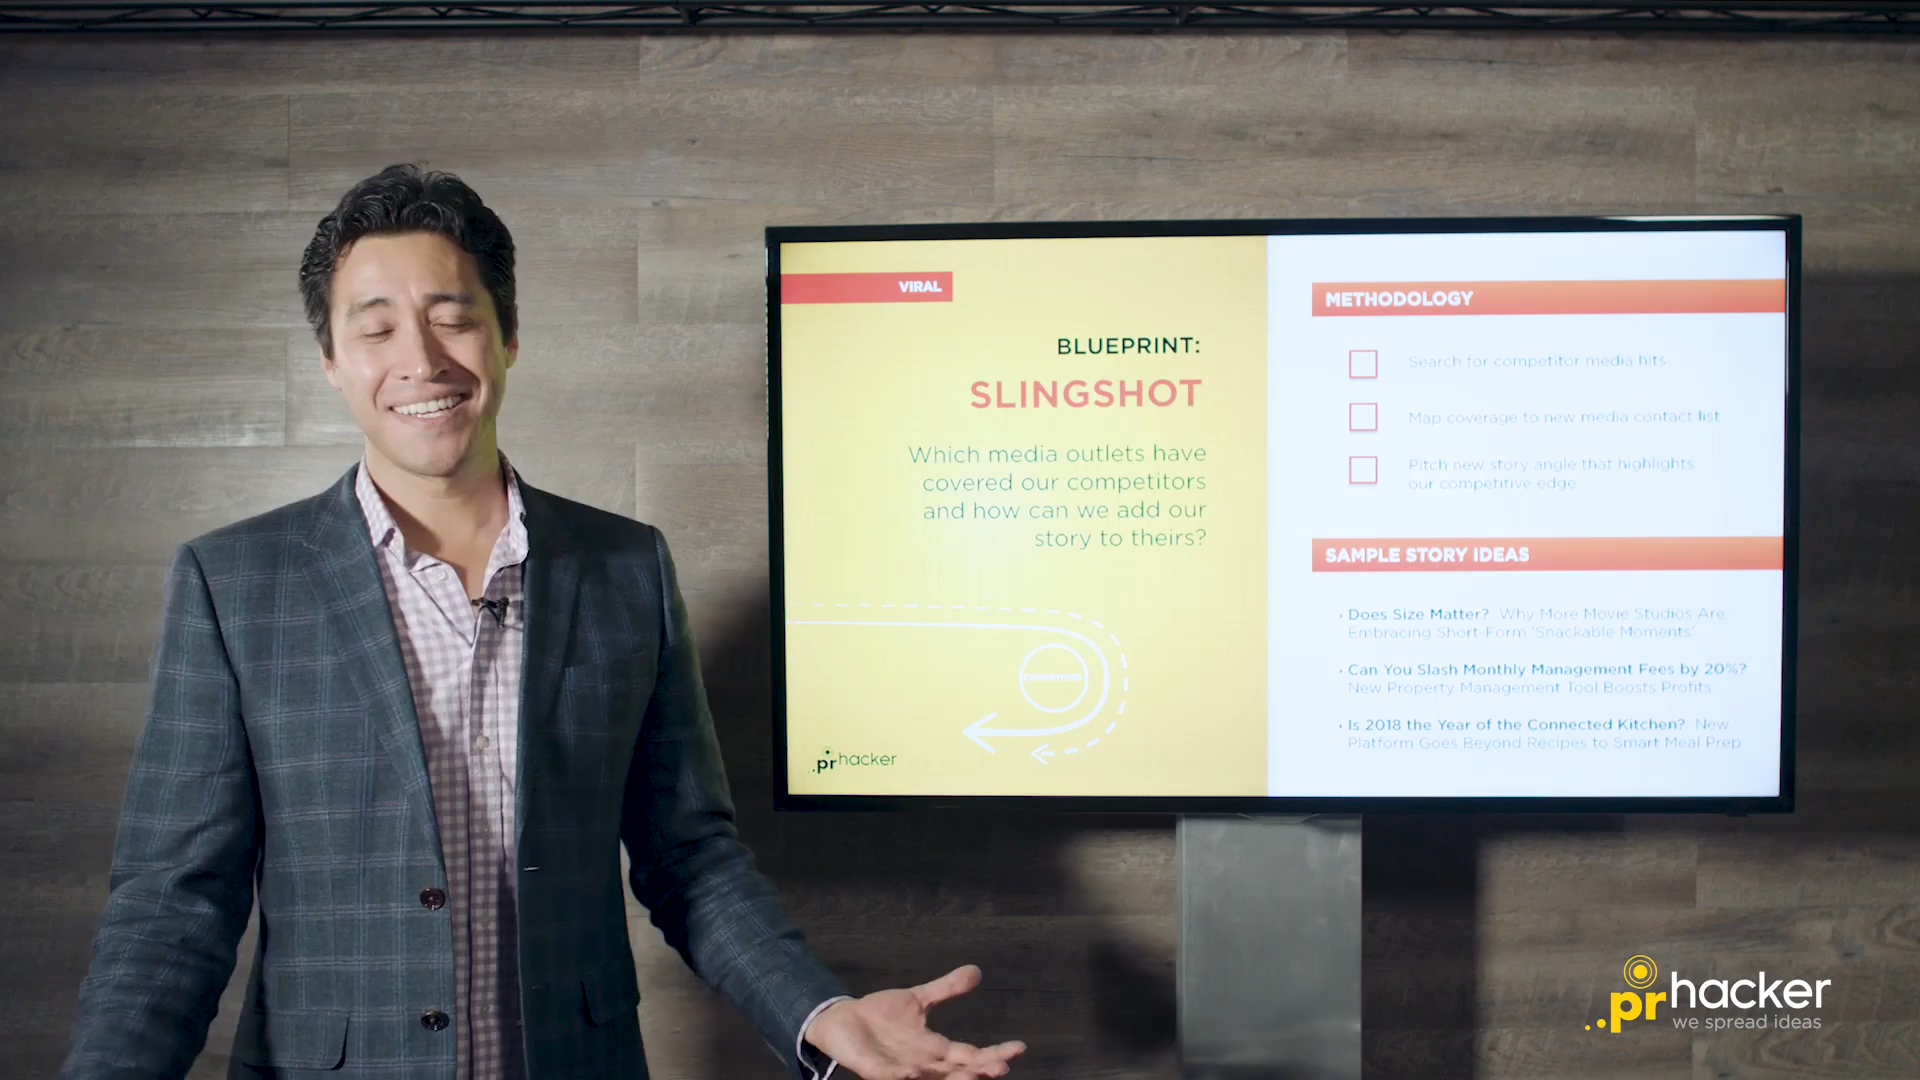 VIRAL
BLUEPRINT:
SLINGSHOT
Which media outlets have
covered our competitors
and how can we add our
story to theirs?
prhacker
METHODOLOGY
Search for competitor media hits
Map coverage to new media contact list
Pitch new story angle that highlights
our competitive edge
SAMPLE STORY IDEAS
· Does Size Matter? Why More Movie Studios Are
Embracing Short-Form 'Snackable Moments'
· Can You Slash Monthly Management Fees by 20%?
New Property Management Tool Boosts Profits
· Is 2018 the Year of the Connected Kitchen? New
Platform Goes Beyond Recipes to Smart Meal Prep
prhacker
we spread ideas